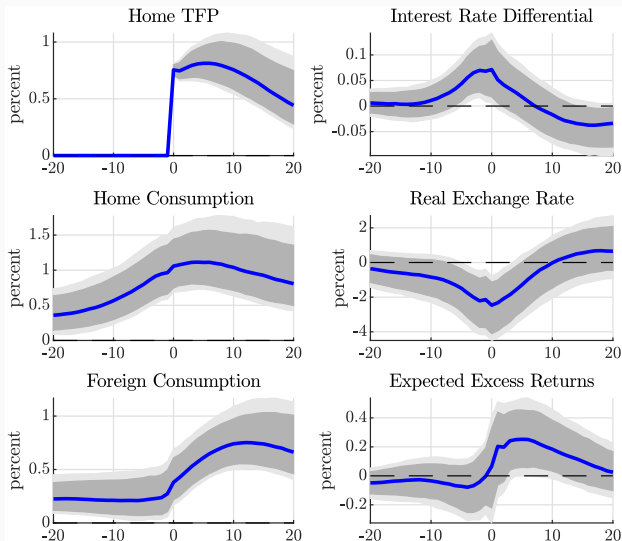 Home TFP
percent
1
0.5
0
-20 -10 0 10 20
Interest Rate Differential
percent
0.1
0.05
0
-0.05
-20 -10 0 10 20
Home Consumption
percent
1.5
1
0.5
0
-20 -10 0 10 20
Real Exchange Rate
percent
2
0
-2
-4
-20 -10 0 10 20
Foreign Consumption
percent
1
0.5
0
-20 -10 0 10 20
Expected Excess Returns
percent
0.4
0.2
0
-0.2
-20 -10 0 10 20